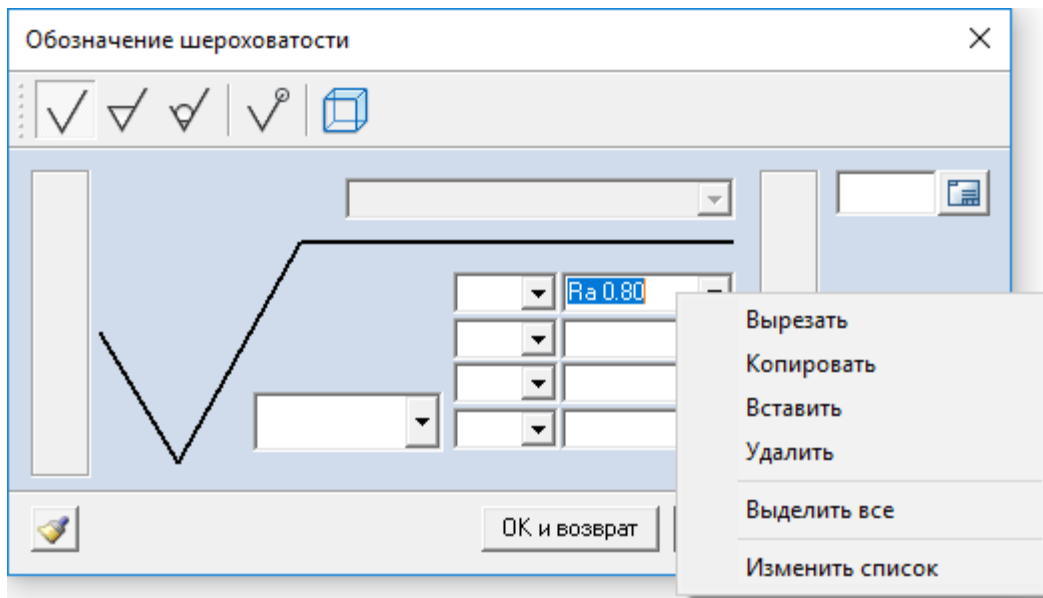 Обозначение шероховатости
Ra 0.80
Вырезать
Копировать
Вставить
Удалить
Выделить все
Изменить список
OK и возврат